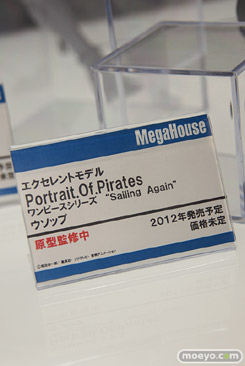 MegaHouse
エクセレントモデル
Portrait.Of.Pirates
ワンピースシリーズ "Sailing Again"
ウソップ
2012年発売予定
価格未定
原型監修中
moeyo.com